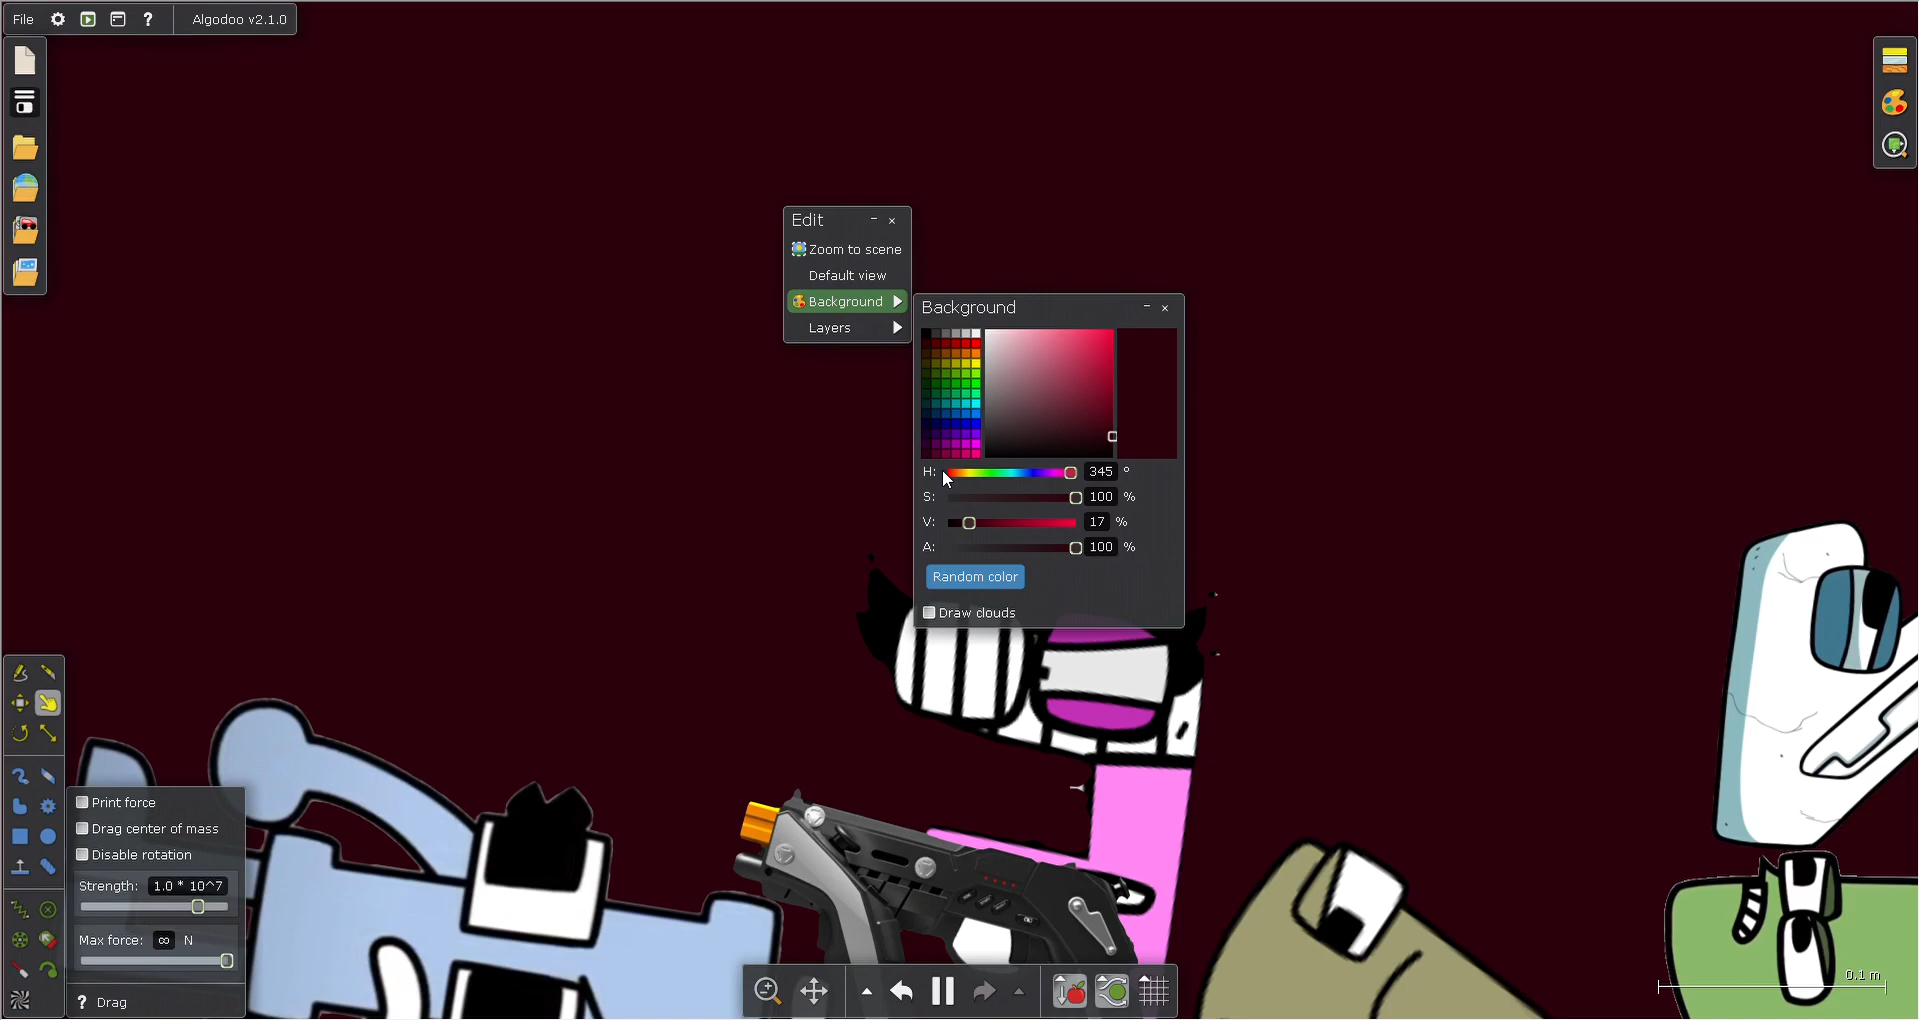 File ? Algodoo v2.1.0
Edit
Zoom to scene
Default view
Background
Layers
Background
H: 345 °
S: 100 %
V: 17 %
A: 100 %
Random color
Draw clouds
Print force
Drag center of mass
Disable rotation
Strength: 1.0 * 10^7
Max force: ∞ N
? Drag
0.1 m